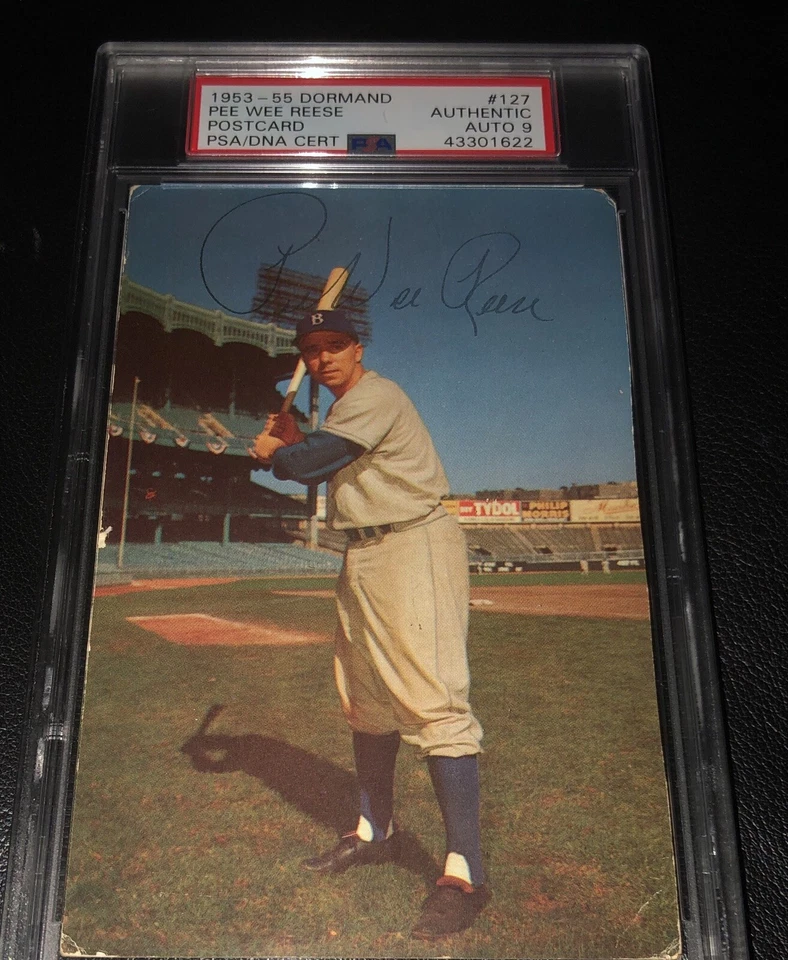 1953-55 DORMAND #127
PEE WEE REESE AUTHENTIC
POSTCARD AUTO 9
PSA/DNA CERT PSA 43301622
Pee Wee Reese
B
TYDOL PHILIP
MORRIS